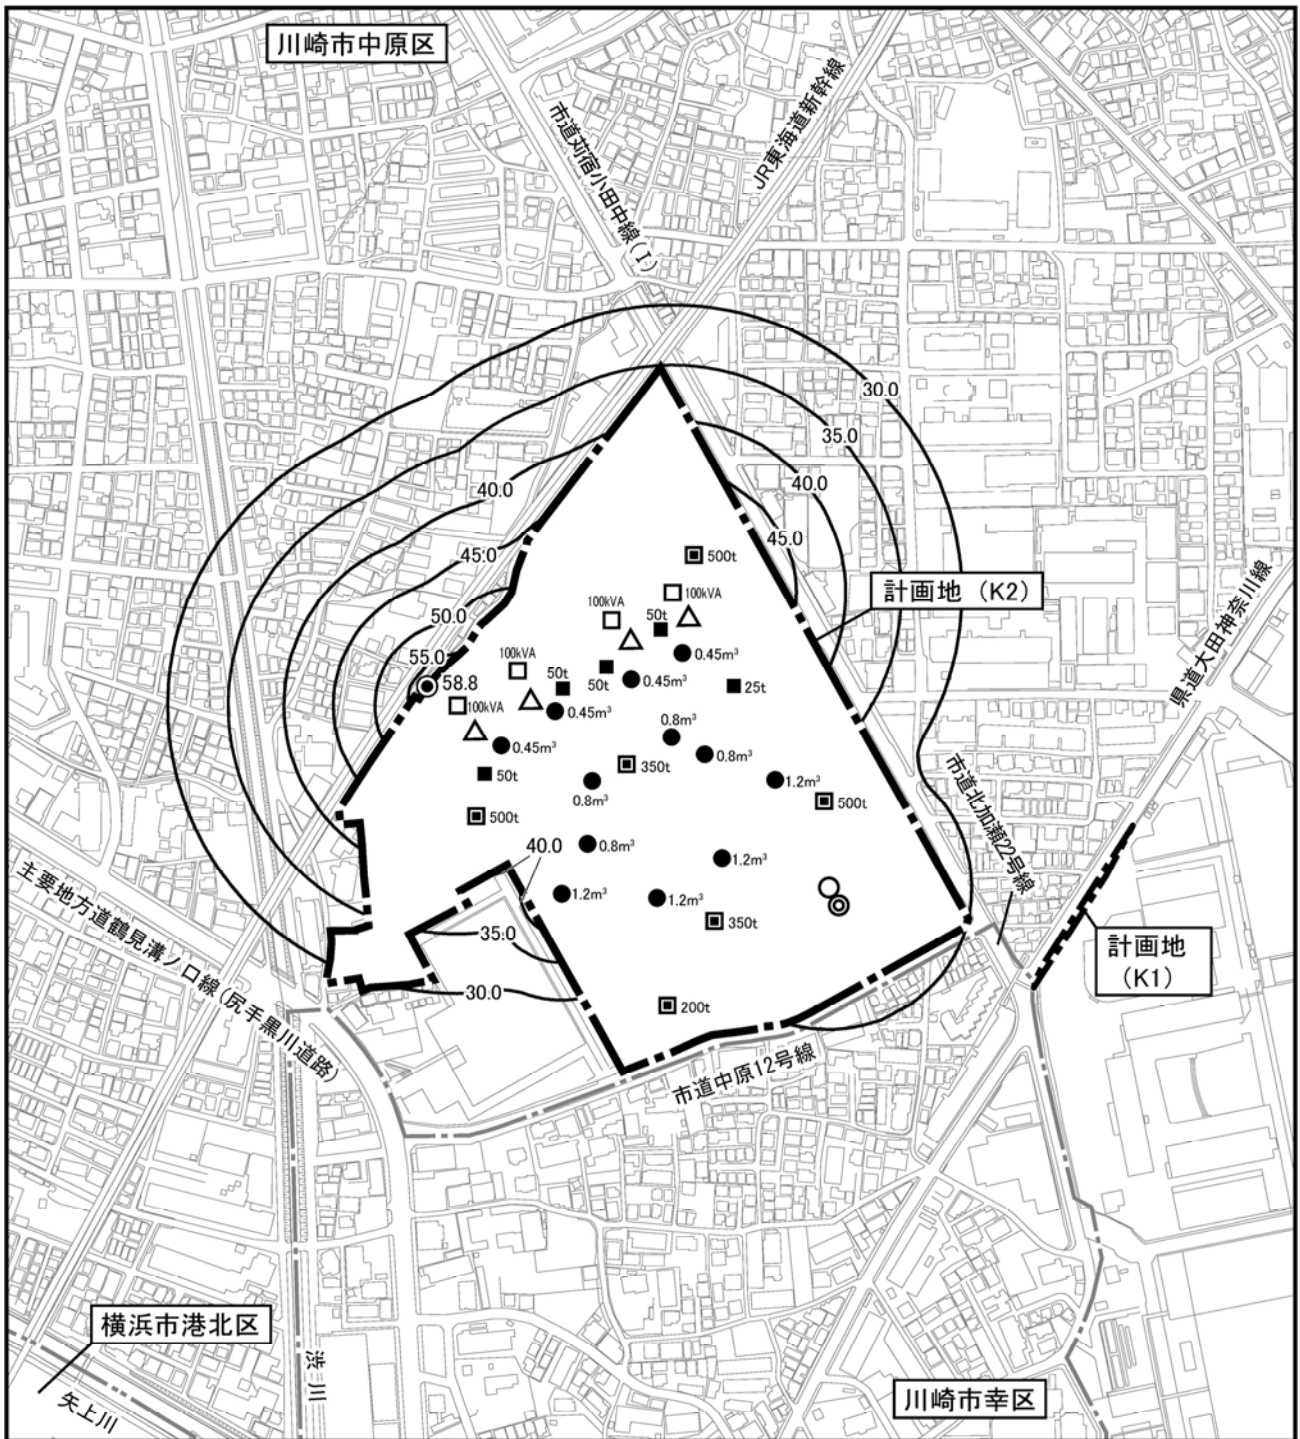 川崎市中原区
市道苅宿小田中線(Ⅰ)
JR東海道新幹線
30.0
35.0
40.0
40.0
45.0
45.0
500t
計画地 (K2)
100kVA
100kVA
50t
50.0
0.45m³
55.0
100kVA
58.8
50t
50t
0.45m³
25t
県道大田神奈川線
100kVA
0.45m³
0.8m³
0.45m³
0.8m³
350t
50t
1.2m³
0.8m³
500t
500t
市道北加瀬22号線
40.0
0.8m³
1.2m³
主要地方道鶴見溝ノ口線(尻手黒川道路)
1.2m³
1.2m³
350t
35.0
計画地
(K1)
30.0
200t
市道中原12号線
横浜市港北区
渋川
矢上川
川崎市幸区